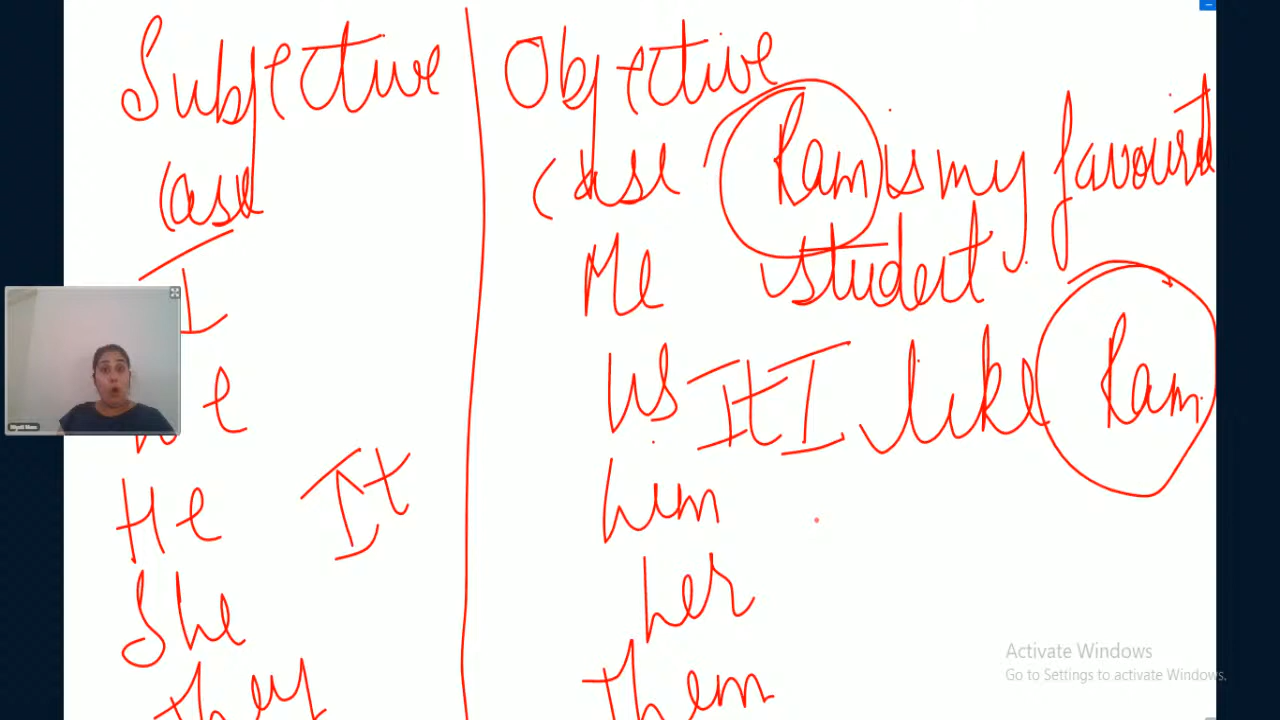 Subjective
Objective
case
case
Ram is my favourite
student
I
Me
We
us
It I like Ram
He
It
him
She
her
They
Them
Activate Windows
Go to Settings to activate Windows.